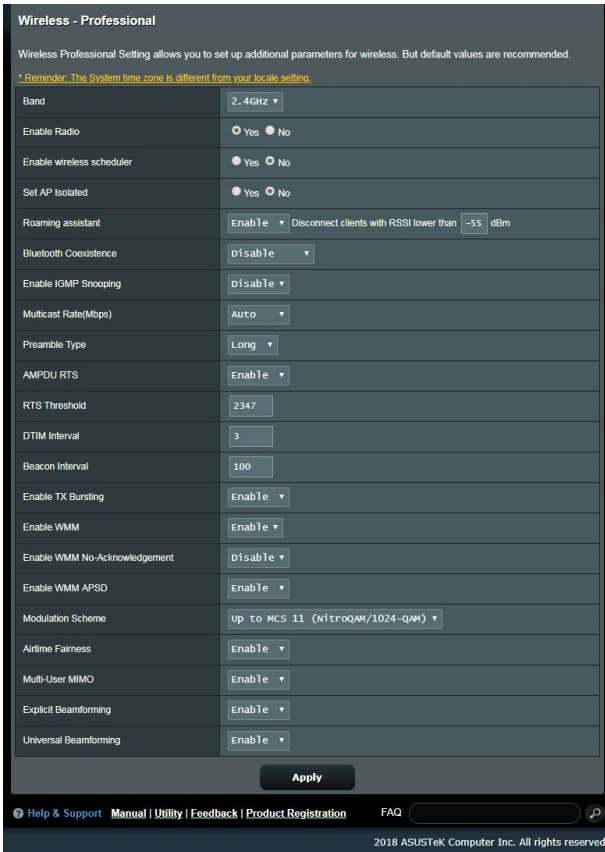 Wireless - Professional
Wireless Professional Setting allows you to set up additional parameters for wireless. But default values are recommended.
* Reminder: The System time zone is different from your locale setting.
Band 2.4GHz
Enable Radio Yes No
Enable wireless scheduler Yes No
Set AP Isolated Yes No
Roaming assistant Enable Disconnect clients with RSSI lower than -55 dBm
Bluetooth Coexistence Disable
Enable IGMP Snooping Disable
Multicast Rate(Mbps) Auto
Preamble Type Long
AMPDU RTS Enable
RTS Threshold 2347
DTIM Interval 3
Beacon Interval 100
Enable TX Bursting Enable
Enable WMM Enable
Enable WMM No-Acknowledgement Disable
Enable WMM APSD Enable
Modulation Scheme Up to MCS 11 (NitroQAM/1024-QAM)
Airtime Fairness Enable
Multi-User MIMO Enable
Explicit Beamforming Enable
Universal Beamforming Enable
Apply
? Help & Support Manual | Utility | Feedback | Product Registration FAQ
2018 ASUSTeK Computer Inc. All rights reserved